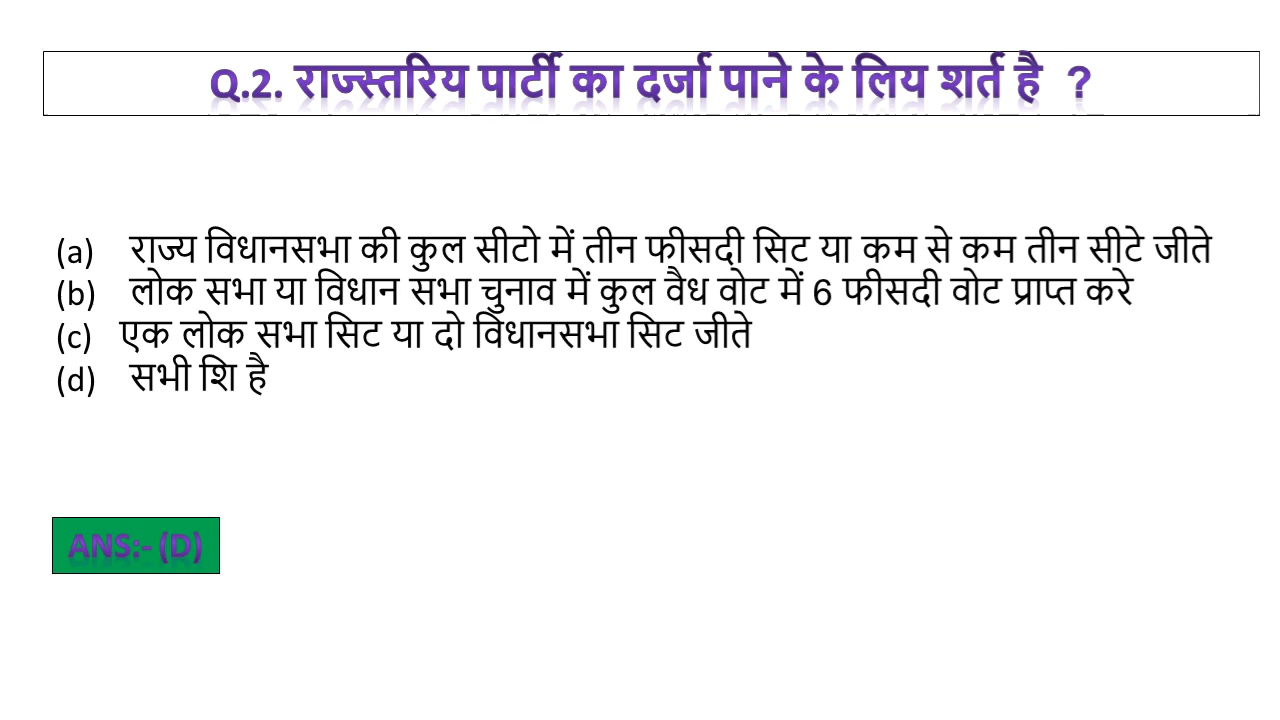 Q.2. राज्स्तरिय पार्टी का दर्जा पाने के लिय शर्त है ?
(a) राज्य विधानसभा की कुल सीटो में तीन फीसदी सिट या कम से कम तीन सीटे जीते
(b) लोक सभा या विधान सभा चुनाव में कुल वैध वोट में 6 फीसदी वोट प्राप्त करे
(c) एक लोक सभा सिट या दो विधानसभा सिट जीते
(d) सभी शि है
ANS:- (D)